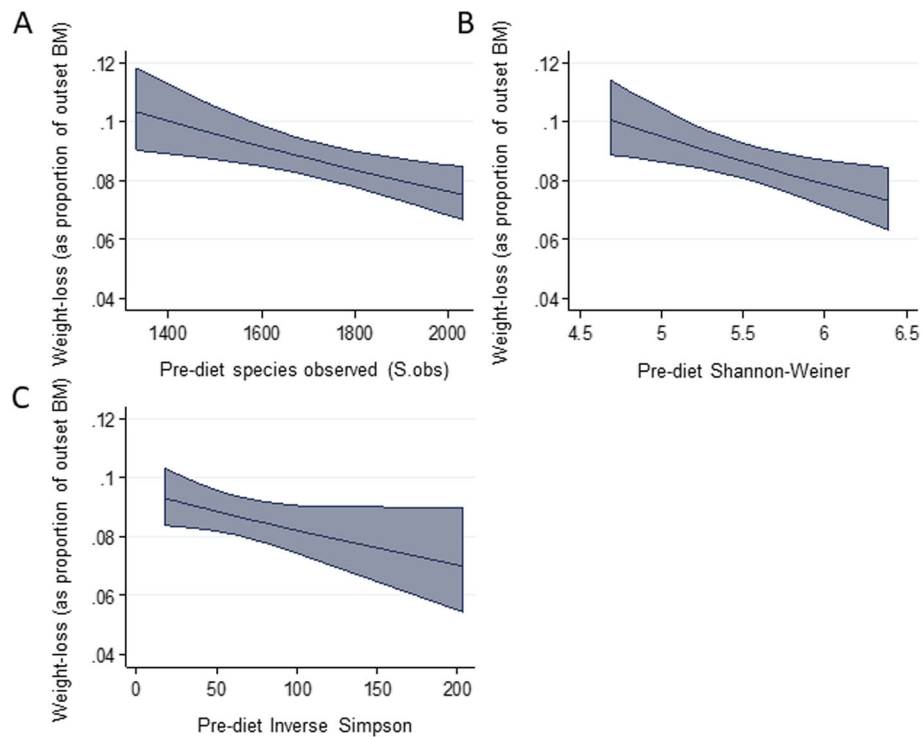 A
Weight-loss (as proportion of outset BM)
.12
.1
.08
.06
.04
1400 1600 1800 2000
Pre-diet species observed (S.obs)
B
Weight-loss (as proportion of outset BM)
.12
.1
.08
.06
.04
4.5 5 5.5 6 6.5
Pre-diet Shannon-Weiner
C
Weight-loss (as proportion of outset BM)
.12
.1
.08
.06
.04
0 50 100 150 200
Pre-diet Inverse Simpson